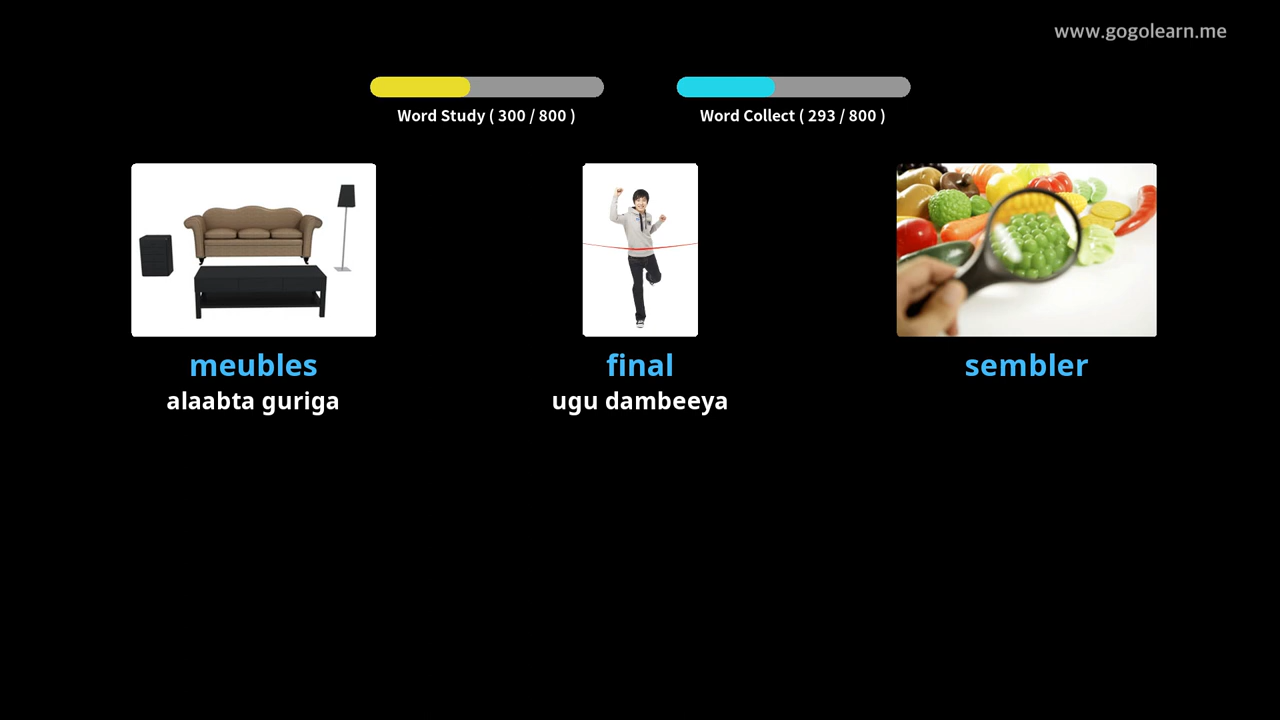 www.gogolearn.me
Word Study ( 300 / 800 )
Word Collect ( 293 / 800 )
meubles
alaabta guriga
final
ugu dambeeya
sembler